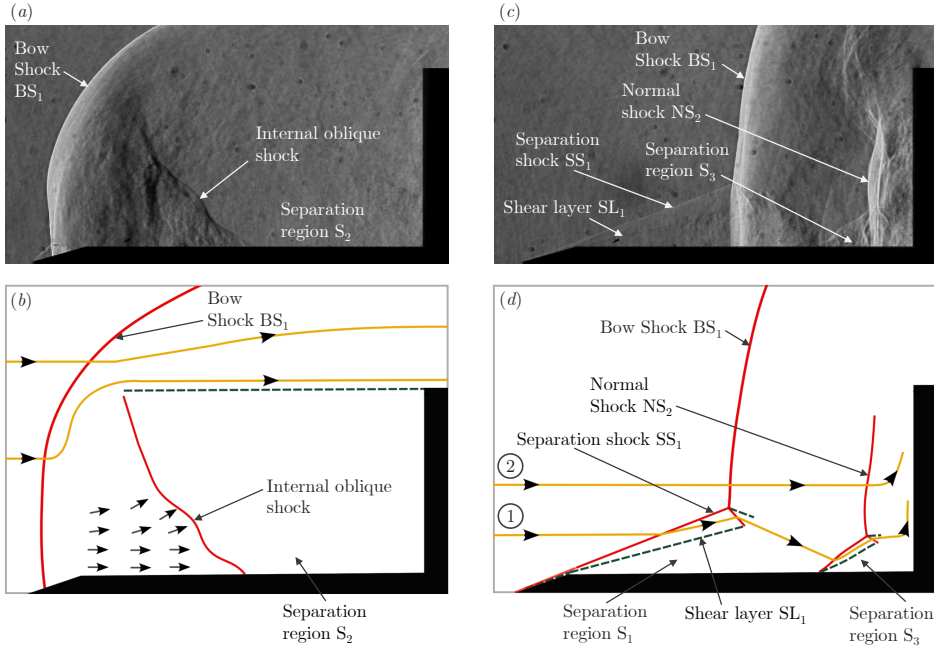 (a)
Bow
Shock
BS₁
Internal oblique
shock
Separation
region S₂
(c)
Bow
Shock BS₁
Normal
shock NS₂
Separation
shock SS₁
Separation
region S₃
Shear layer SL₁
(b)
Bow
Shock BS₁
Internal oblique
shock
Separation
region S₂
(d)
Bow Shock BS₁
Normal
Shock NS₂
Separation shock SS₁
2
1
Separation
region S₁
Shear layer SL₁
Separation
region S₃